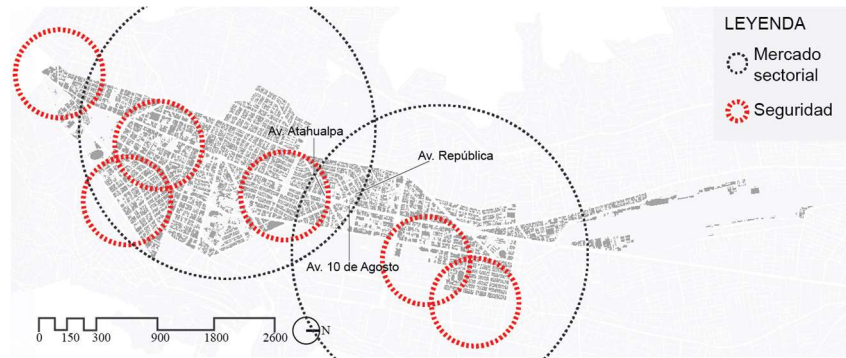 LEYENDA
Mercado
sectorial
Seguridad
Av. Atahualpa
Av. República
Av. 10 de Agosto
0 150 300 900 1800 2600
N